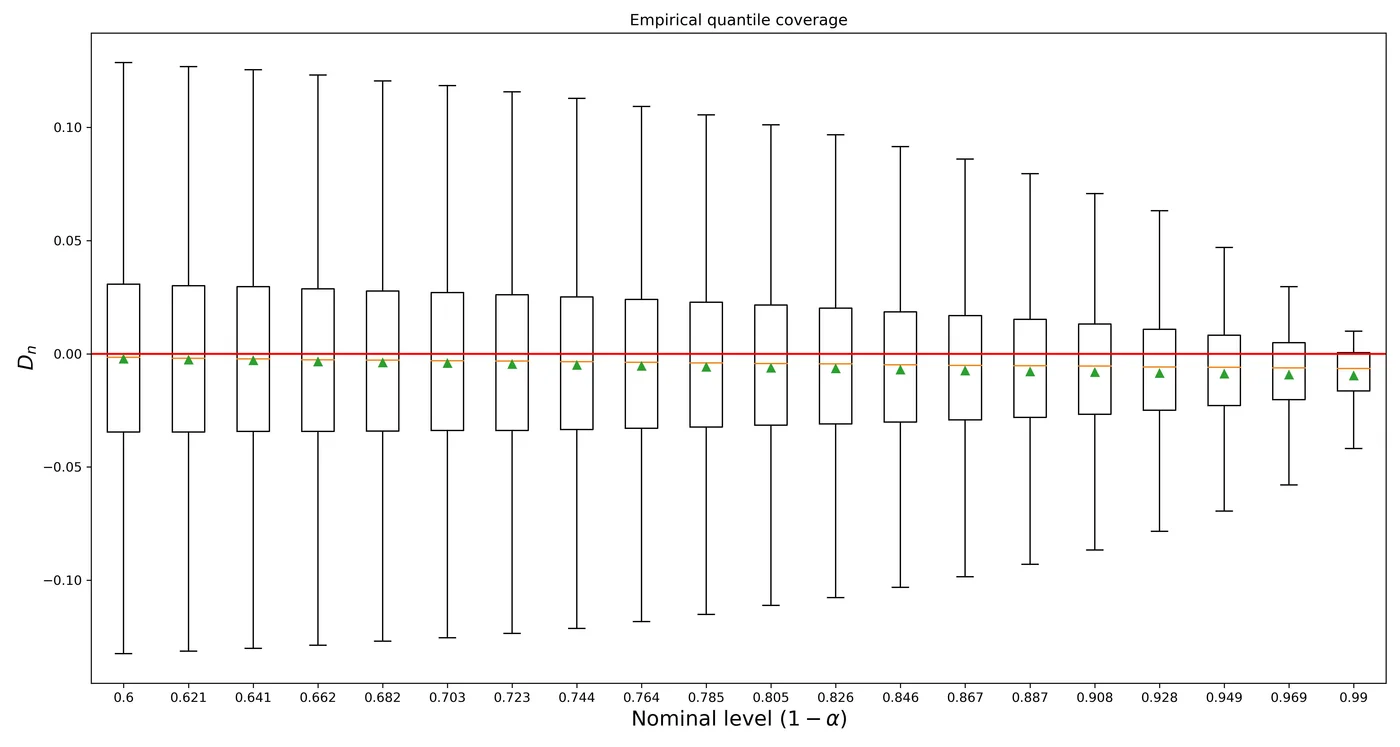 Empirical quantile coverage
0.10
0.05
0.00
−0.05
−0.10
Dₙ
0.6 0.621 0.641 0.662 0.682 0.703 0.723 0.744 0.764 0.785 0.805 0.826 0.846 0.867 0.887 0.908 0.928 0.949 0.969 0.99
Nominal level (1 − α)